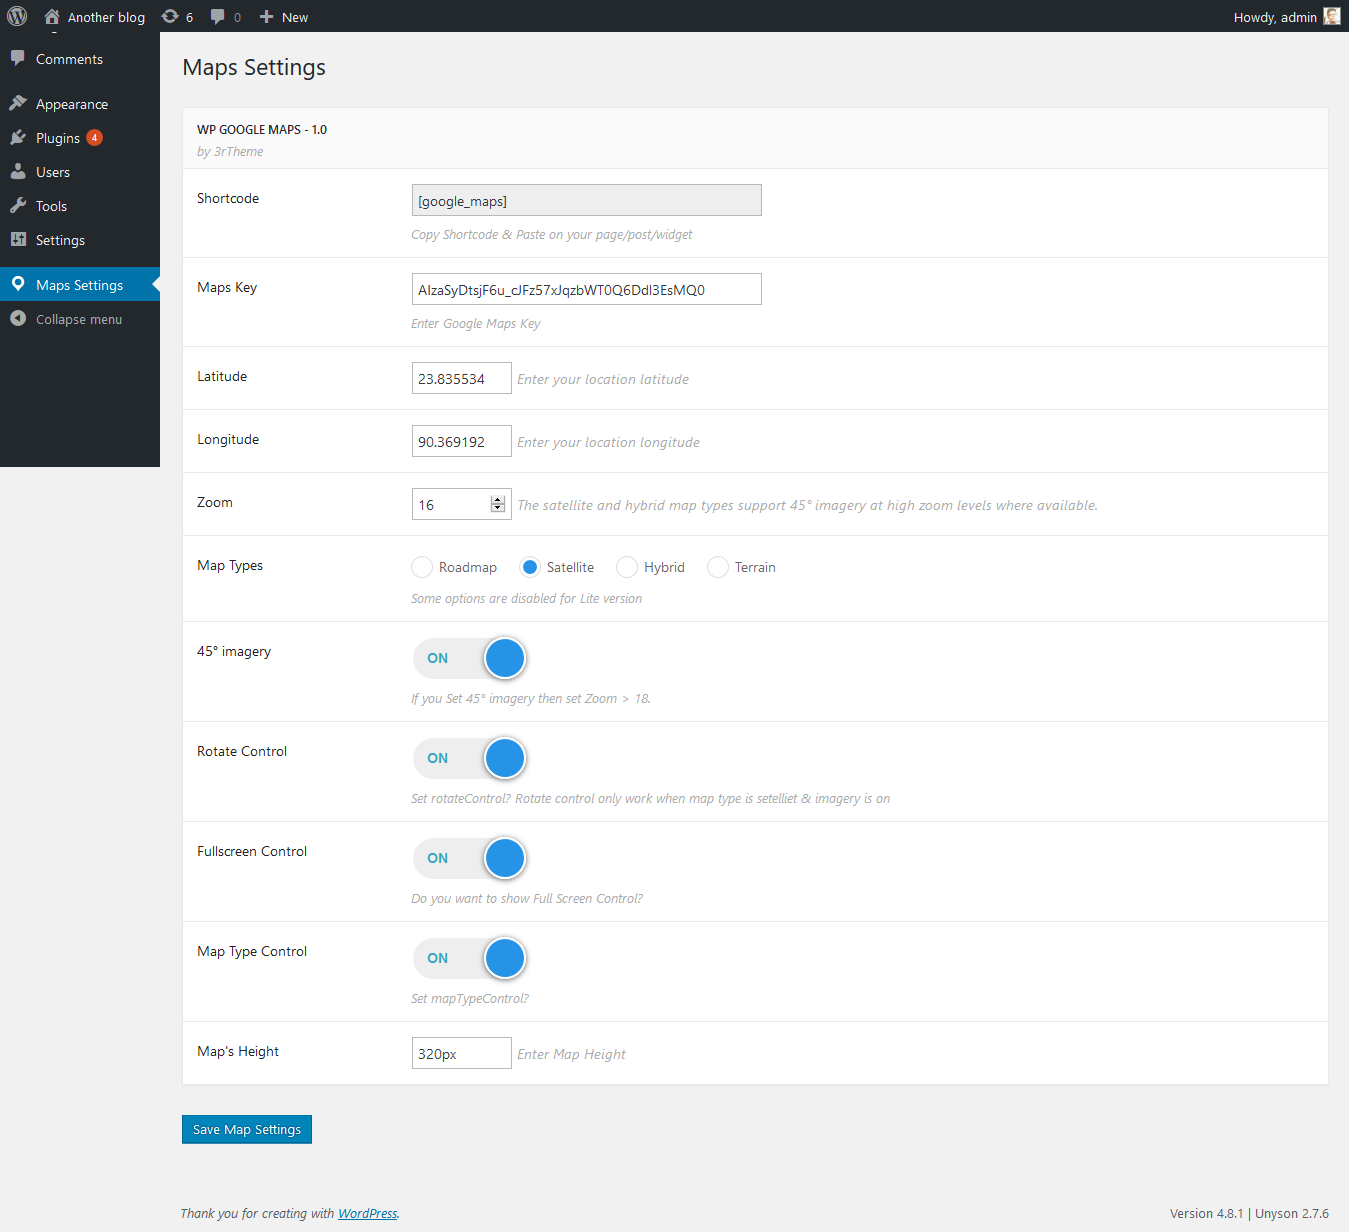 Another blog 6 0 New Howdy, admin
Comments
Appearance
Plugins 4
Users
Tools
Settings
Maps Settings
Collapse menu
Maps Settings
WP GOOGLE MAPS - 1.0
by 3rTheme
Shortcode [google_maps]
Copy Shortcode & Paste on your page/post/widget
Maps Key AIzaSyDtsjF6u_cJFz57xJqzbWT0Q6Ddl3EsMQ0
Enter Google Maps Key
Latitude 23.835534 Enter your location latitude
Longitude 90.369192 Enter your location longitude
Zoom 16 The satellite and hybrid map types support 45° imagery at high zoom levels where available.
Map Types Roadmap Satellite Hybrid Terrain
Some options are disabled for Lite version
45° imagery ON
If you Set 45° imagery then set Zoom > 18.
Rotate Control ON
Set rotateControl? Rotate control only work when map type is setelliet & imagery is on
Fullscreen Control ON
Do you want to show Full Screen Control?
Map Type Control ON
Set mapTypeControl?
Map's Height 320px Enter Map Height
Save Map Settings
Thank you for creating with WordPress. Version 4.8.1 | Unyson 2.7.6